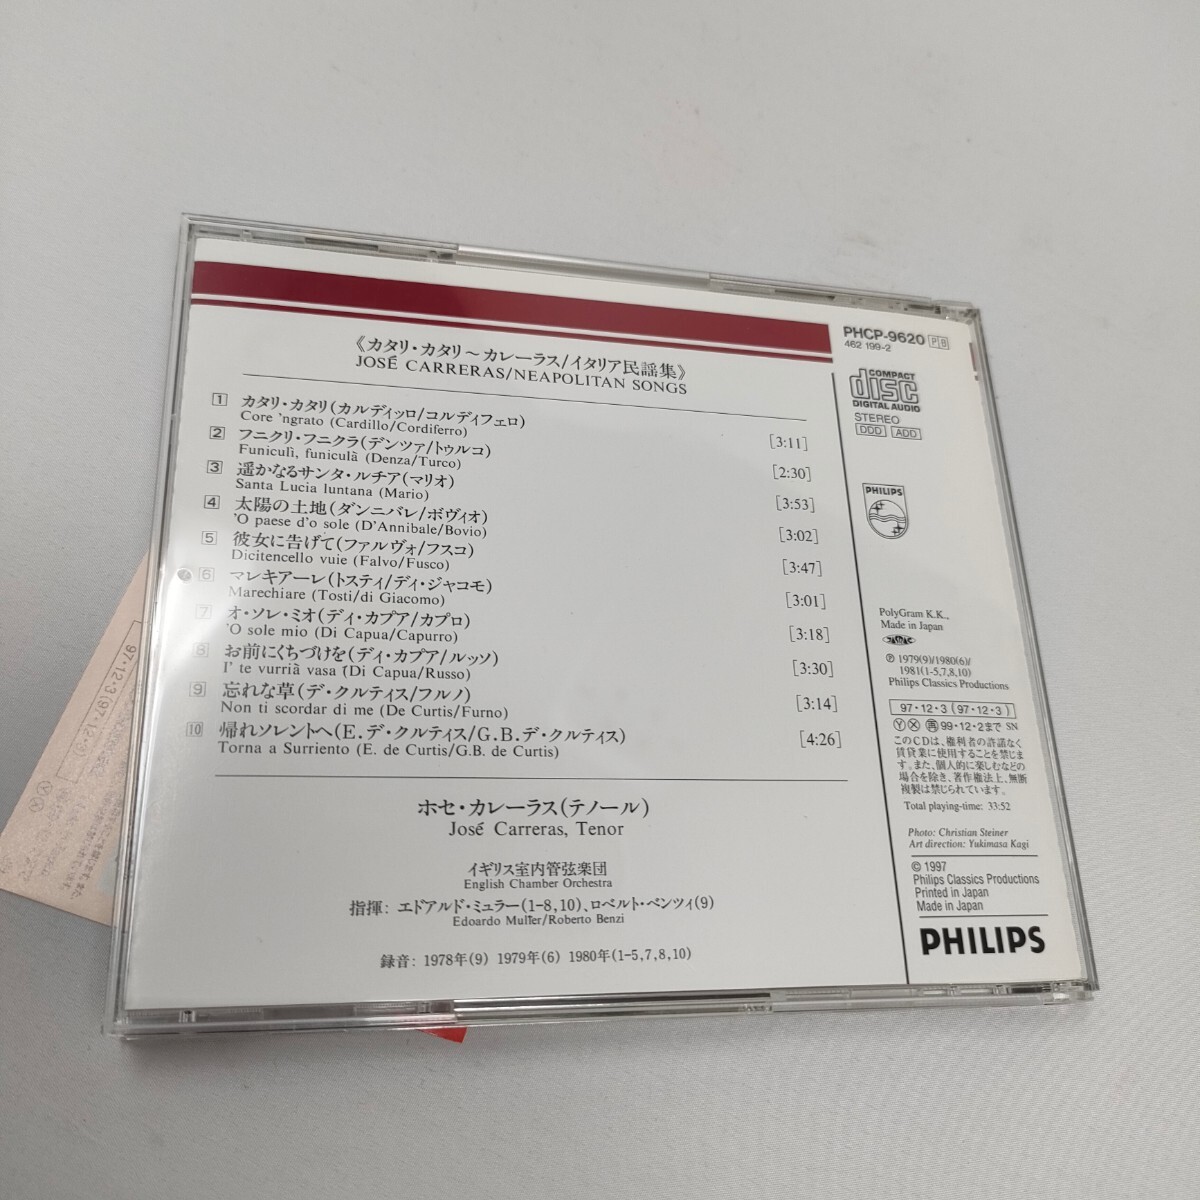 《カタリ・カタリ～カレーラス/イタリア民謡集》
JOSÉ CARRERAS/NEAPOLITAN SONGS
1 カタリ・カタリ(カルディッロ/コルディフェロ)
Core 'ngrato (Cardillo/Cordiferro) [3:11]
2 フニクリ・フニクラ(デンツァ/トゥルコ)
Funiculì, funiculà (Denza/Turco) [2:30]
3 遥かなるサンタ・ルチア(マリオ)
Santa Lucia luntana (Mario) [3:53]
4 太陽の土地(ダンニバレ/ボヴィオ)
'O paese d'o sole (D'Annibale/Bovio) [3:02]
5 彼女に告げて(ファルヴォ/フスコ)
Dicitencello vuie (Falvo/Fusco) [3:47]
6 マレキアーレ(トスティ/ディ・ジャコモ)
Marechiare (Tosti/di Giacomo) [3:01]
7 オ・ソレ・ミオ(ディ・カプア/カプロ)
'O sole mio (Di Capua/Capurro) [3:18]
8 お前にくちづけを(ディ・カプア/ルッソ)
I' te vurrià vasà (Di Capua/Russo) [3:30]
9 忘れな草(デ・クルティス/フルノ)
Non ti scordar di me (De Curtis/Furno) [3:14]
10 帰れソレントへ(E.デ・クルティス/G.B.デ・クルティス)
Torna a Surriento (E. de Curtis/G.B. de Curtis) [4:26]
ホセ・カレーラス(テノール)
José Carreras, Tenor
イギリス室内管弦楽団
English Chamber Orchestra
指揮: エドアルド・ミュラー(1-8,10)、ロベルト・ベンツィ(9)
Edoardo Muller/Roberto Benzi
録音: 1978年(9) 1979年(6) 1980年(1-5,7,8,10)
PHCP-9620 PB
462 199-2
COMPACT
disc
DIGITAL AUDIO
STEREO
DDD ADD
PHILIPS
PolyGram K.K.,
Made in Japan
℗ 1979(9)/1980(6)/
1981(1-5,7,8,10)
Philips Classics Productions
97・12・3 (97・12・3)
Ⓨ Ⓧ 再 99・12・2まで SN
このCDは、権利者の許諾なく
賃貸業に使用することを禁じま
す。また、個人的に楽しむなどの
場合を除き、著作権法上、無断
複製は禁じられています。
Total playing-time: 33:52
Photo: Christian Steiner
Art direction: Yukimasa Kagi
© 1997
Philips Classics Productions
Printed in Japan
Made in Japan
PHILIPS
97・12・3 (97・12・3)